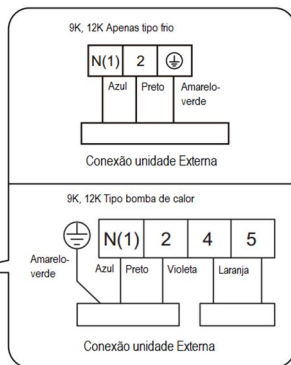 9K, 12K Apenas tipo frio
N(1) 2
Azul Preto Amarelo-
verde
Conexão unidade Externa
9K, 12K Tipo bomba de calor
N(1) 2 4 5
Amarelo-
verde
Azul Preto Violeta Laranja
Conexão unidade Externa